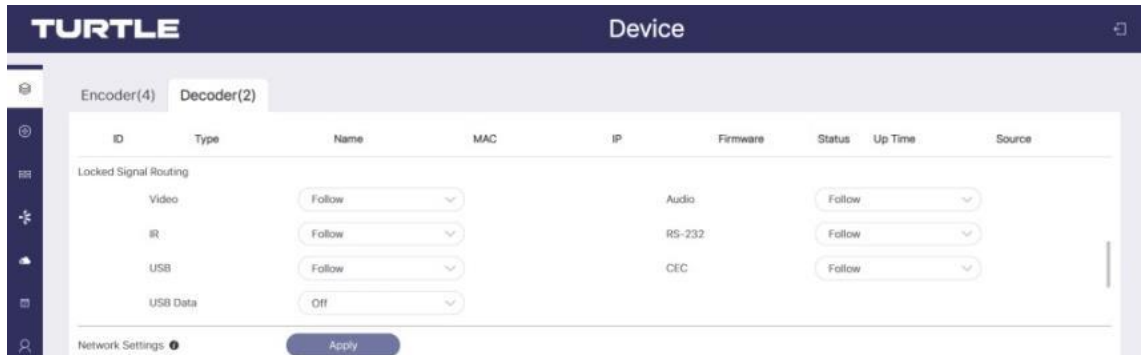 TURTLE Device
Encoder(4) Decoder(2)
ID Type Name MAC IP Firmware Status Up Time Source
Locked Signal Routing
Video Follow Audio Follow
IR Follow RS-232 Follow
USB Follow CEC Follow
USB Data Off
Network Settings Apply